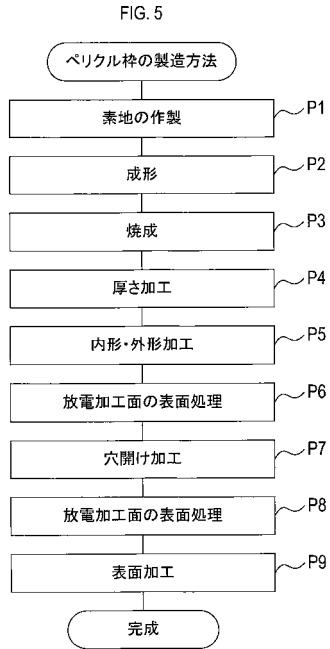 FIG. 5
ペリクル枠の製造方法
素地の作製 P1
成形 P2
焼成 P3
厚さ加工 P4
内形・外形加工 P5
放電加工面の表面処理 P6
穴開け加工 P7
放電加工面の表面処理 P8
表面加工 P9
完成